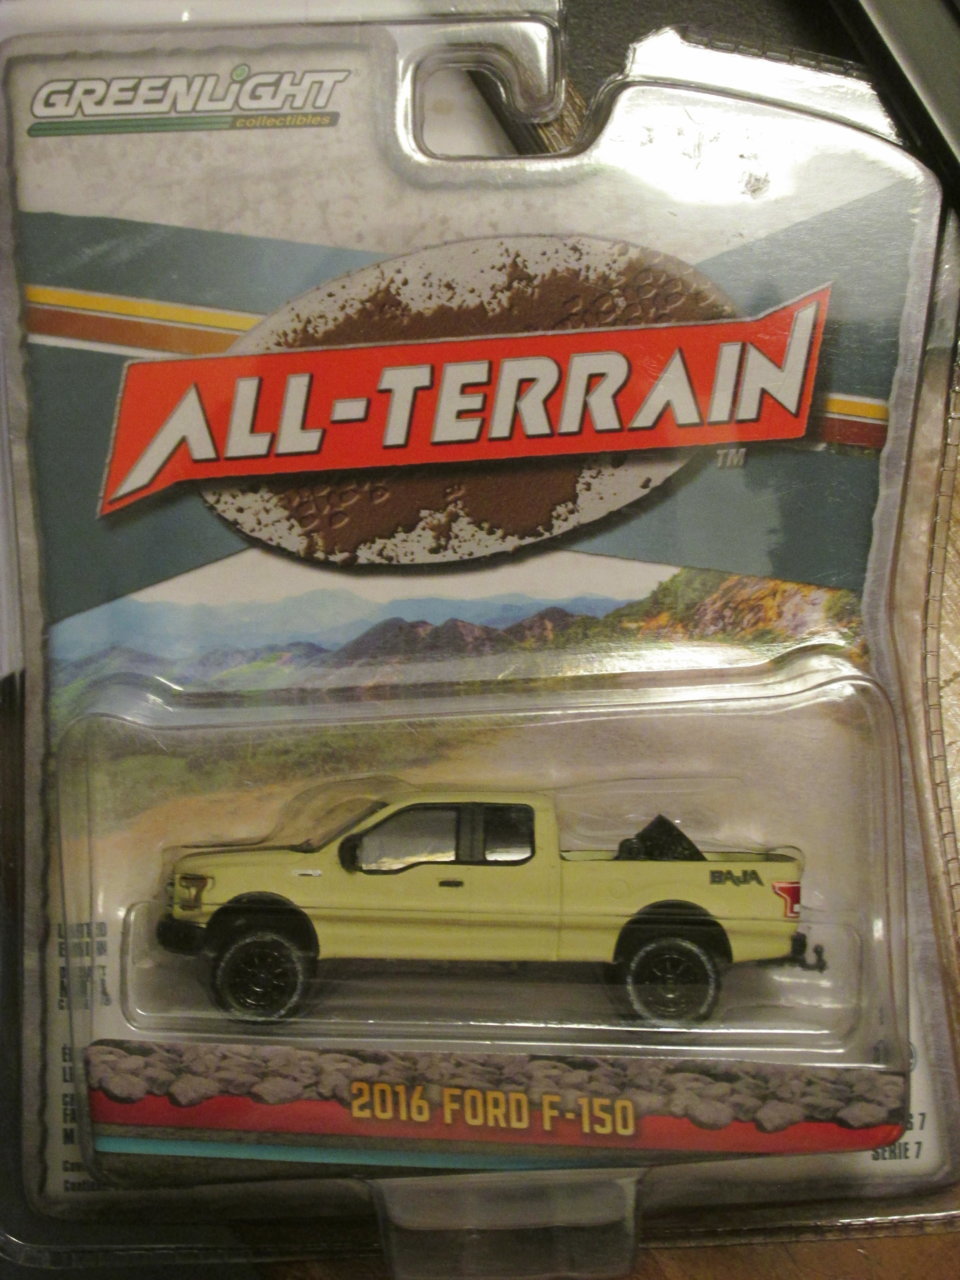 GREENLiGHT
collectibles
ALL-TERRAIN
TM
BAJA
2016 FORD F-150
SERIE 7